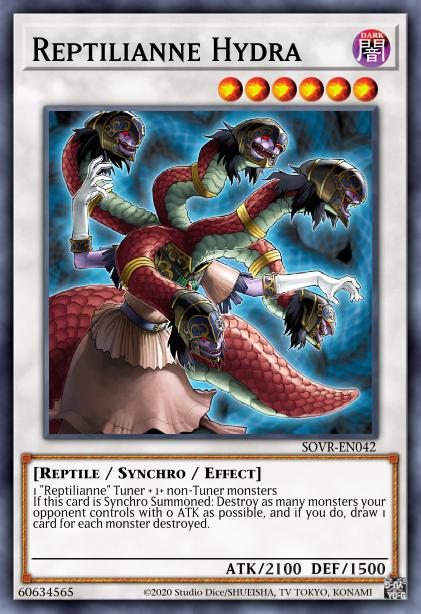 REPTILIANNE HYDRA
DARK
闇
SOVR-EN042
[REPTILE / SYNCHRO / EFFECT]
1 "Reptilianne" Tuner + 1+ non-Tuner monsters
If this card is Synchro Summoned: Destroy as many monsters your
opponent controls with 0 ATK as possible, and if you do, draw 1
card for each monster destroyed.
ATK/2100 DEF/1500
60634565
©2020 Studio Dice/SHUEISHA, TV TOKYO, KONAMI